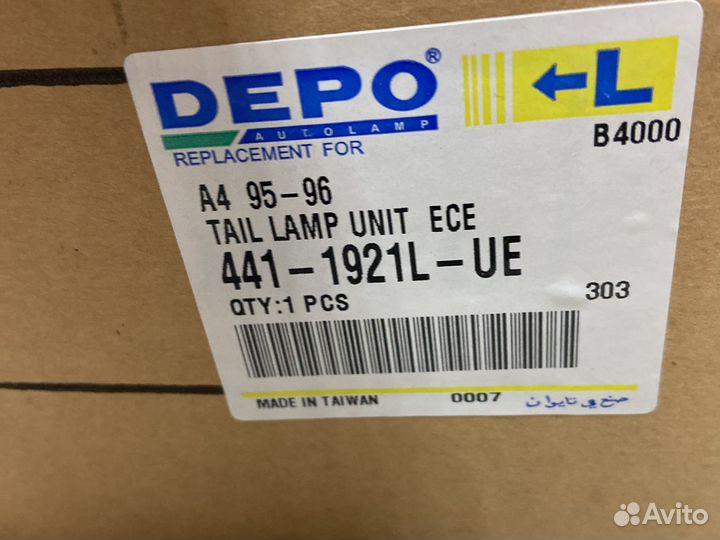 DEPO®
AUTOLAMP
←L
B4000
REPLACEMENT FOR
A4 95-96
TAIL LAMP UNIT ECE
441-1921L-UE
QTY:1 PCS
303
MADE IN TAIWAN 0007 صنع في تايوان
Avito